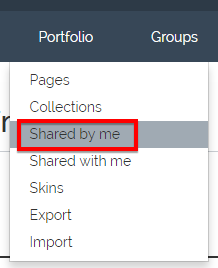 Portfolio Groups
Pages
Collections
Shared by me
Shared with me
Skins
Export
Import